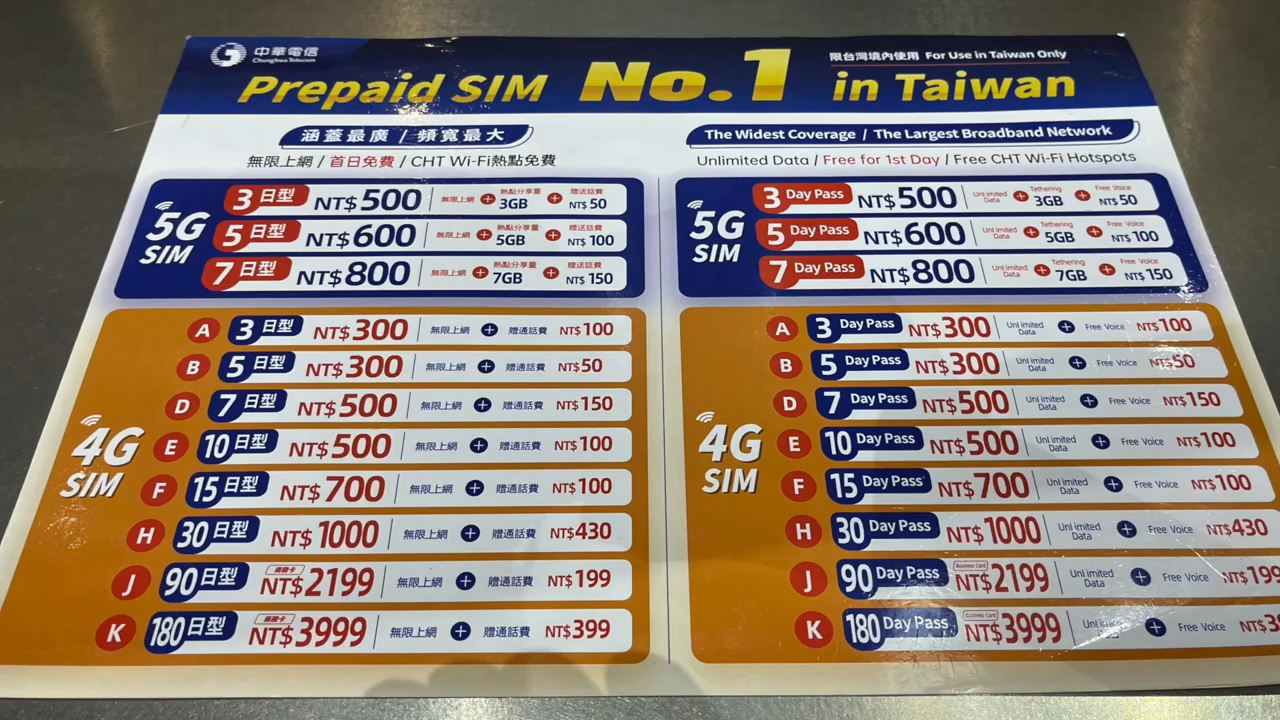 中華電信
Chunghwa Telecom
限台灣境內使用 For Use in Taiwan Only
Prepaid SIM No.1 in Taiwan
涵蓋最廣 / 頻寬最大
無限上網 / 首日免費 / CHT Wi-Fi熱點免費
5G SIM
3日型 NT$500 無限上網 + 熱點分享量 3GB + 贈送話費 NT$50
5日型 NT$600 無限上網 + 熱點分享量 5GB + 贈送話費 NT$100
7日型 NT$800 無限上網 + 熱點分享量 7GB + 贈送話費 NT$150
4G SIM
A 3日型 NT$300 無限上網 + 贈通話費 NT$100
B 5日型 NT$300 無限上網 + 贈通話費 NT$50
D 7日型 NT$500 無限上網 + 贈通話費 NT$150
E 10日型 NT$500 無限上網 + 贈通話費 NT$100
F 15日型 NT$700 無限上網 + 贈通話費 NT$100
H 30日型 NT$1000 無限上網 + 贈通話費 NT$430
J 90日型 商務卡 NT$2199 無限上網 + 贈通話費 NT$199
K 180日型 商務卡 NT$3999 無限上網 + 贈通話費 NT$399
The Widest Coverage / The Largest Broadband Network
Unlimited Data / Free for 1st Day / Free CHT Wi-Fi Hotspots
5G SIM
3 Day Pass NT$500 Unlimited Data + Tethering 3GB + Free Voice NT$50
5 Day Pass NT$600 Unlimited Data + Tethering 5GB + Free Voice NT$100
7 Day Pass NT$800 Unlimited Data + Tethering 7GB + Free Voice NT$150
4G SIM
A 3 Day Pass NT$300 Unlimited Data + Free Voice NT$100
B 5 Day Pass NT$300 Unlimited Data + Free Voice NT$50
D 7 Day Pass NT$500 Unlimited Data + Free Voice NT$150
E 10 Day Pass NT$500 Unlimited Data + Free Voice NT$100
F 15 Day Pass NT$700 Unlimited Data + Free Voice NT$100
H 30 Day Pass NT$1000 Unlimited Data + Free Voice NT$430
J 90 Day Pass Business Card NT$2199 Unlimited Data + Free Voice NT$199
K 180 Day Pass Business Card NT$3999 + Free Voice